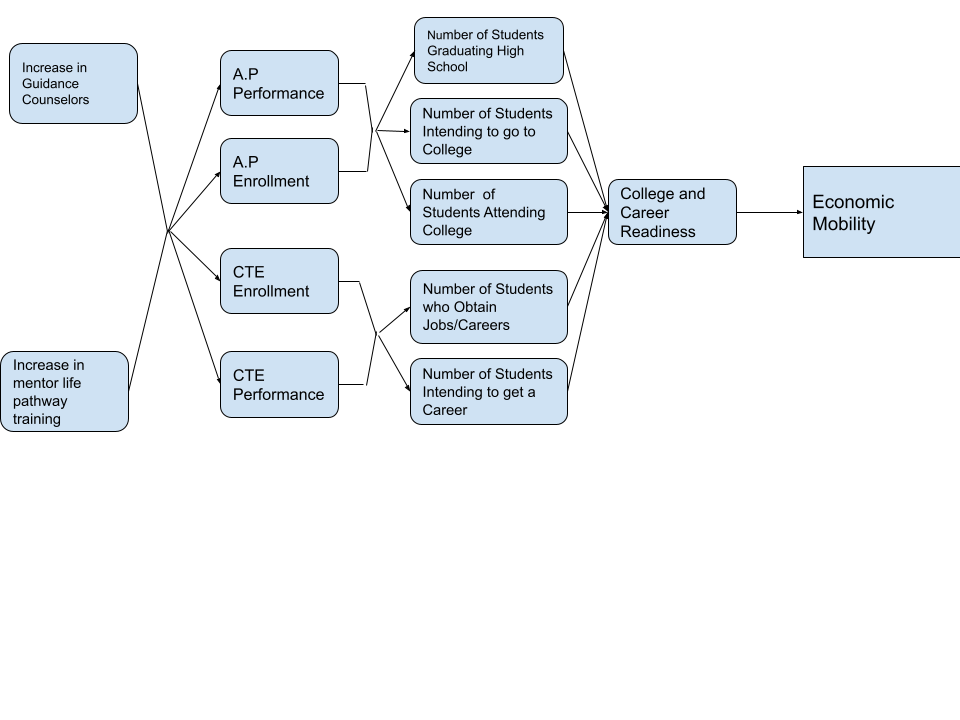 Increase in
Guidance
Counselors
Increase in
mentor life
pathway
training
A.P
Performance
A.P
Enrollment
CTE
Enrollment
CTE
Performance
Number of Students
Graduating High
School
Number of Students
Intending to go to
College
Number  of
Students Attending
College
Number of Students
who Obtain
Jobs/Careers
Number of Students
Intending to get a
Career
College and
Career
Readiness
Economic
Mobility